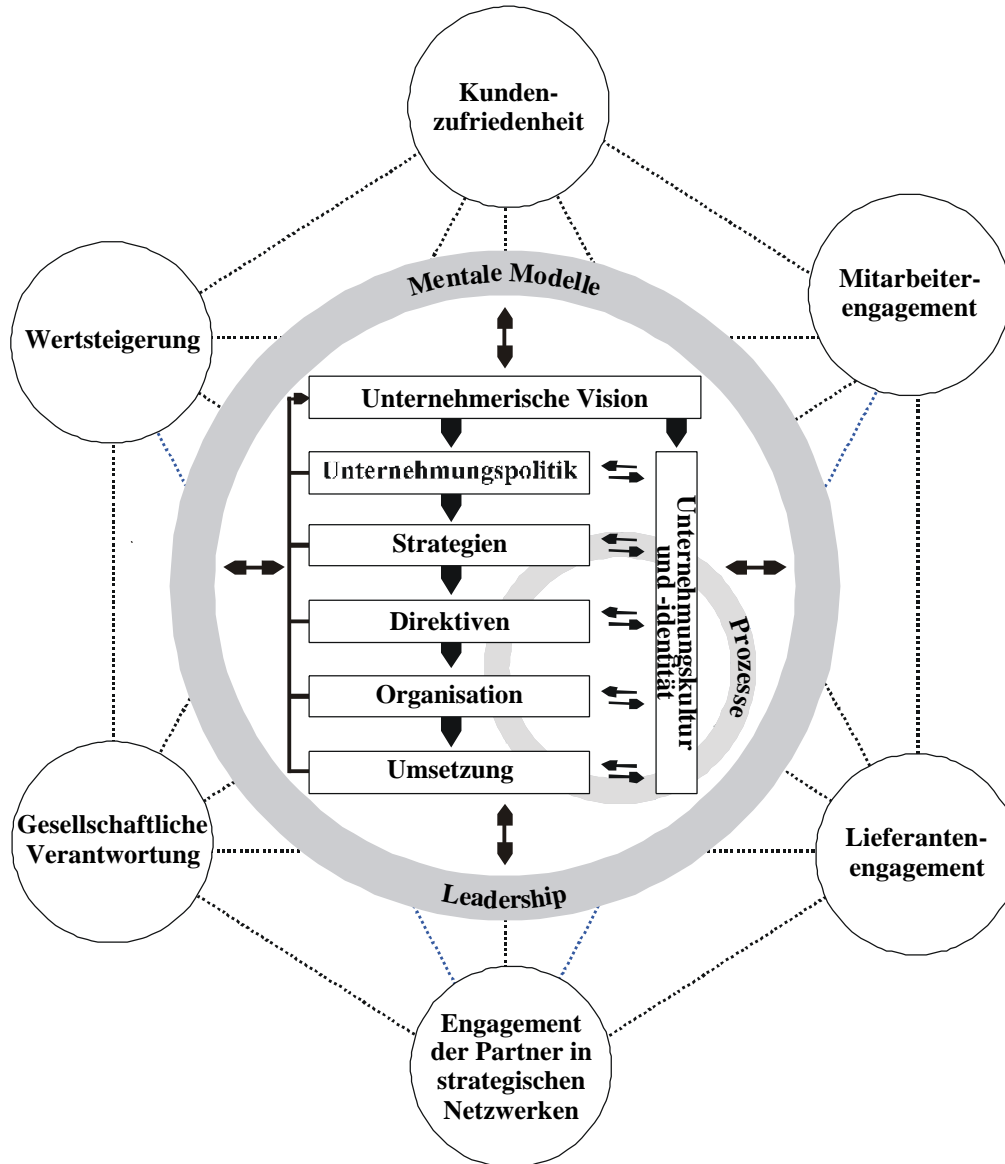 Kunden-
zufriedenheit
Mentale Modelle
Mitarbeiter-
engagement
Wertsteigerung
Unternehmerische Vision
Unternehmungspolitik
Strategien
Direktiven
Organisation
Umsetzung
Unternehmungskultur
und -identität
Prozesse
Gesellschaftliche
Verantwortung
Lieferanten-
engagement
Leadership
Engagement
der Partner in
strategischen
Netzwerken